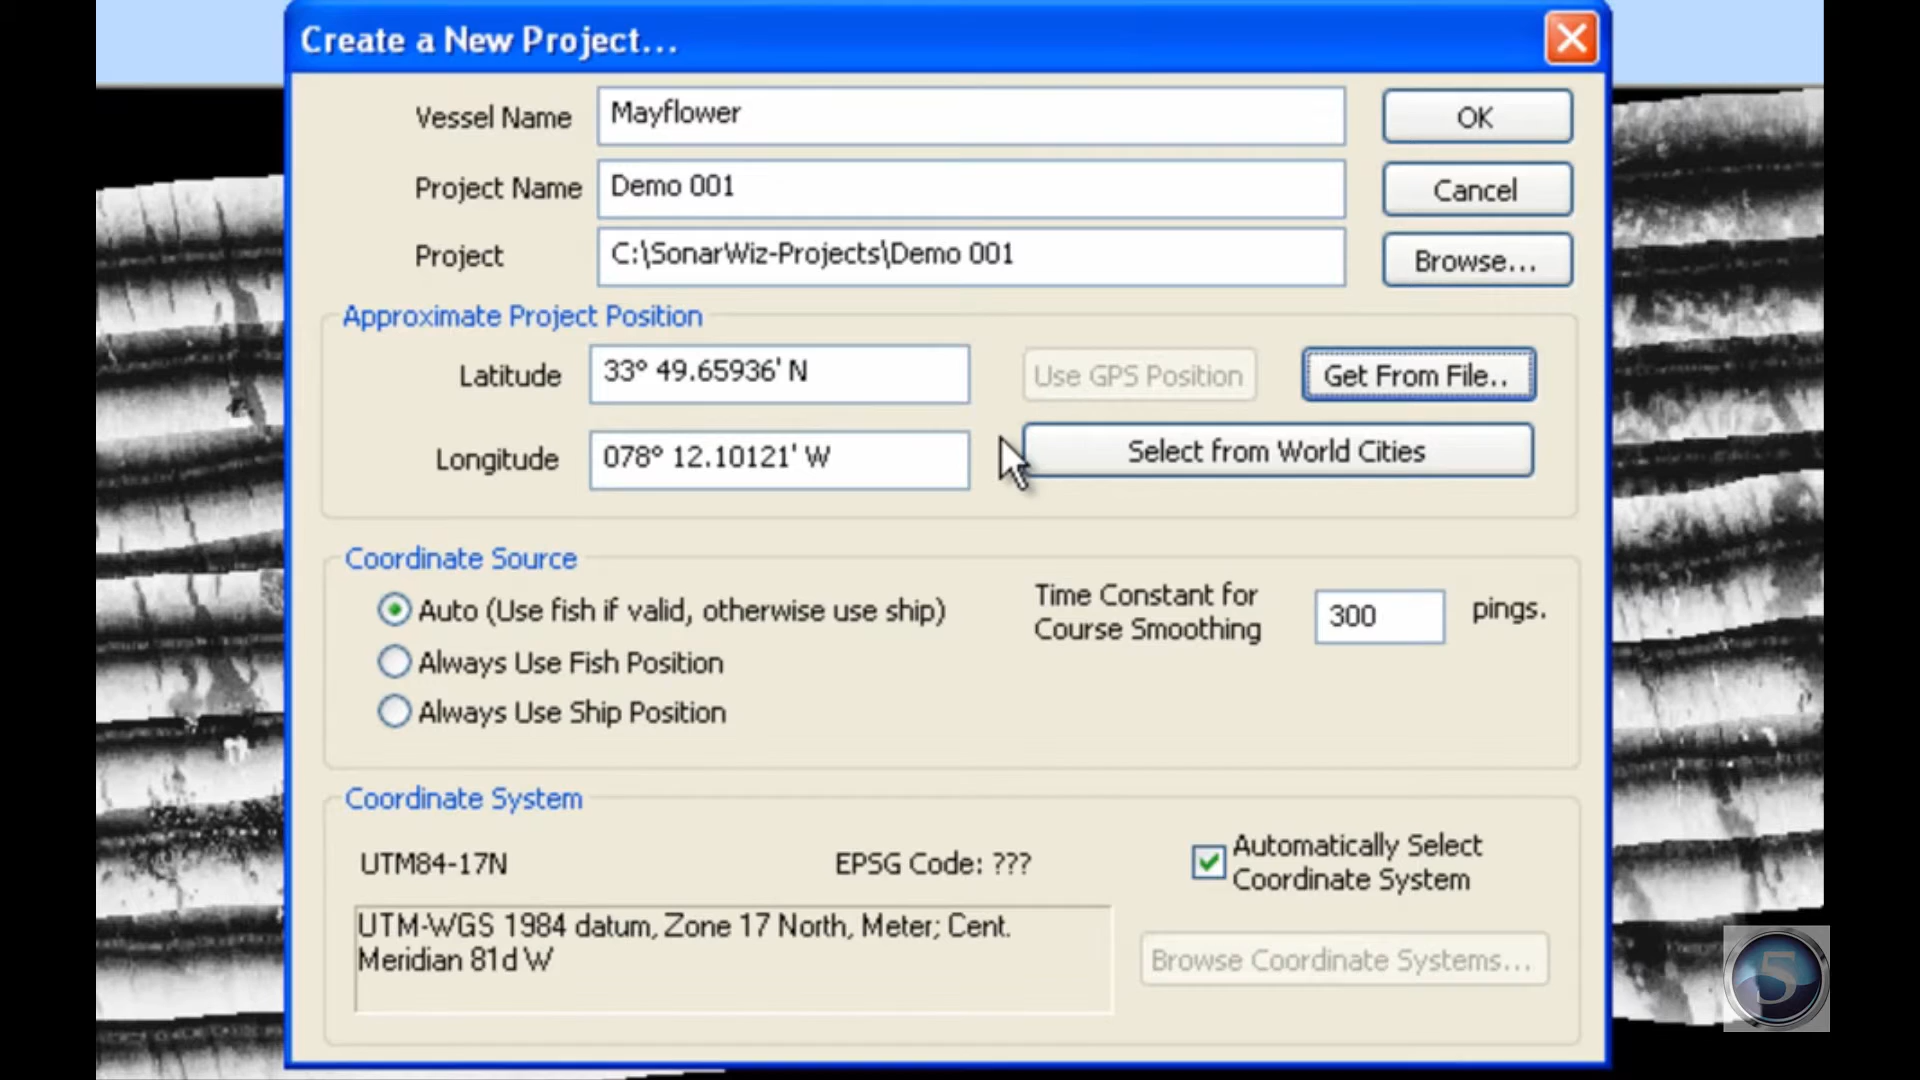 Create a New Project...
Vessel Name Mayflower OK
Project Name Demo 001 Cancel
Project C:\SonarWiz-Projects\Demo 001 Browse...
Approximate Project Position
Latitude 33° 49.65936' N Use GPS Position Get From File..
Longitude 078° 12.10121' W Select from World Cities
Coordinate Source
Auto (Use fish if valid, otherwise use ship)
Always Use Fish Position
Always Use Ship Position
Time Constant for
Course Smoothing 300 pings.
Coordinate System
UTM84-17N EPSG Code: ???
Automatically Select
Coordinate System
UTM-WGS 1984 datum, Zone 17 North, Meter; Cent.
Meridian 81d W
Browse Coordinate Systems...
5